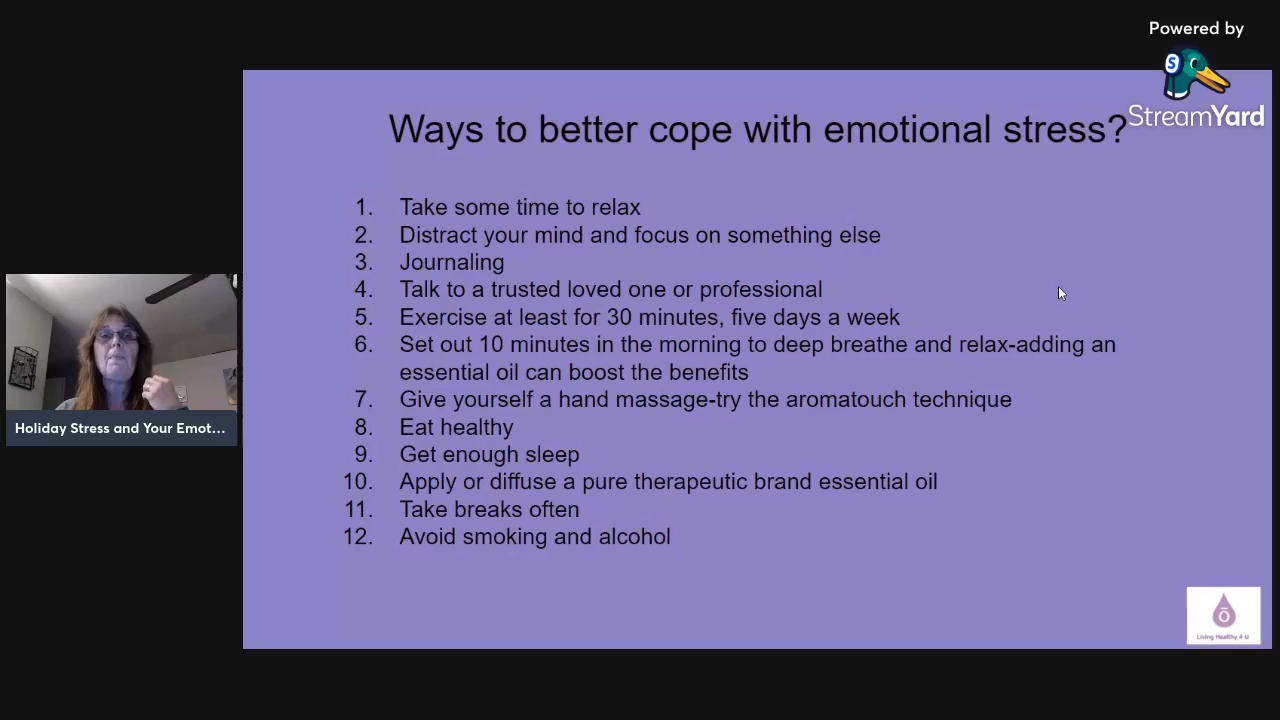 Powered by
StreamYard
Ways to better cope with emotional stress?
1. Take some time to relax
2. Distract your mind and focus on something else
3. Journaling
4. Talk to a trusted loved one or professional
5. Exercise at least for 30 minutes, five days a week
6. Set out 10 minutes in the morning to deep breathe and relax-adding an
essential oil can boost the benefits
7. Give yourself a hand massage-try the aromatouch technique
8. Eat healthy
9. Get enough sleep
10. Apply or diffuse a pure therapeutic brand essential oil
11. Take breaks often
12. Avoid smoking and alcohol
Holiday Stress and Your Emot...
ō
Living Healthy 4 U